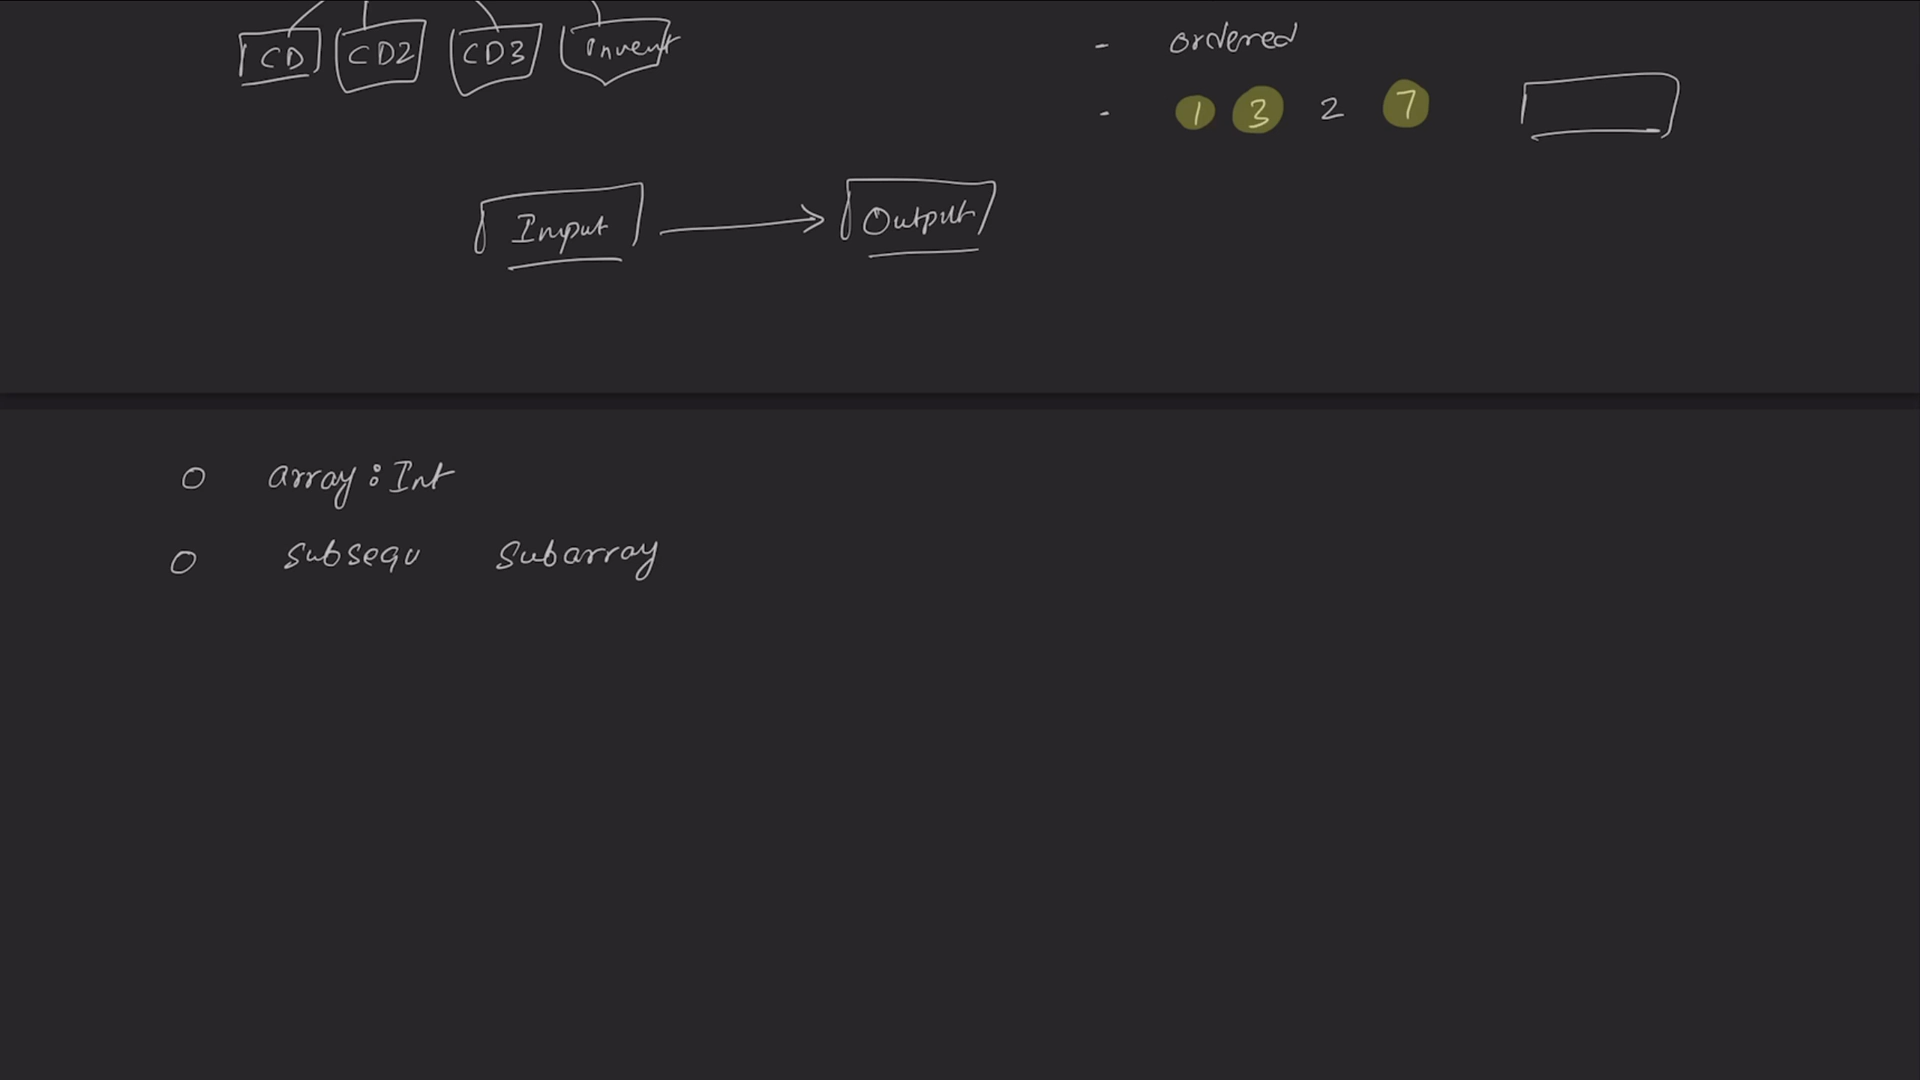 CD CD2 CD3 Invent
- ordered
- 1 3 2 7
Input → Output
○ array : Int
○ subsequ subarray